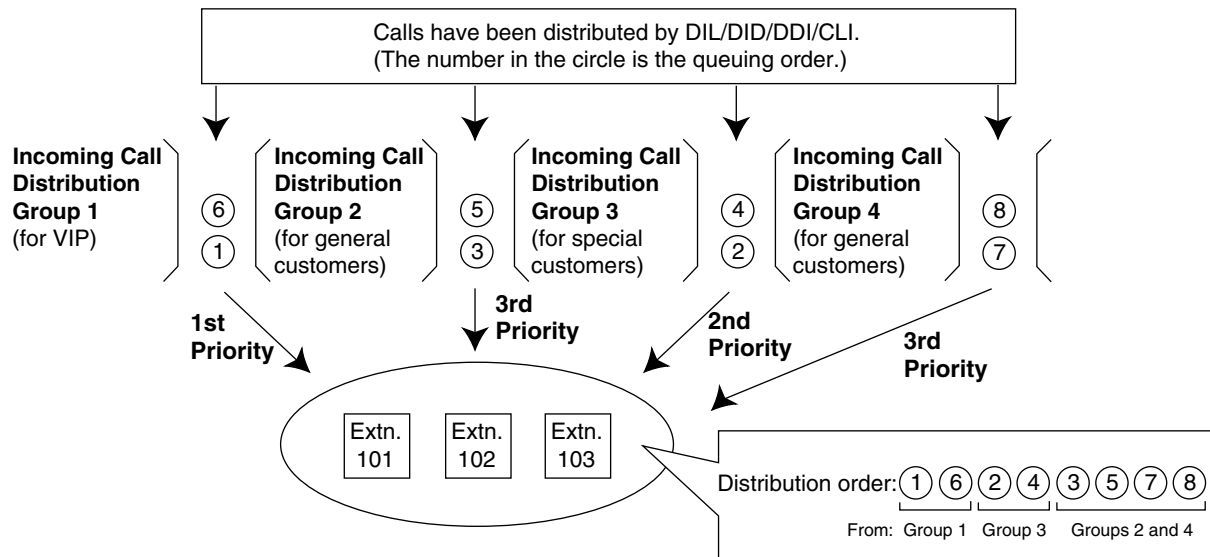 Calls have been distributed by DIL/DID/DDI/CLI.
(The number in the circle is the queuing order.)
Incoming Call
Distribution
Group 1
(for VIP)
6
1
Incoming Call
Distribution
Group 2
(for general
customers)
5
3
Incoming Call
Distribution
Group 3
(for special
customers)
4
2
Incoming Call
Distribution
Group 4
(for general
customers)
8
7
1st
Priority
3rd
Priority
2nd
Priority
3rd
Priority
Extn.
101
Extn.
102
Extn.
103
Distribution order: 1 6 2 4 3 5 7 8
From: Group 1 Group 3 Groups 2 and 4